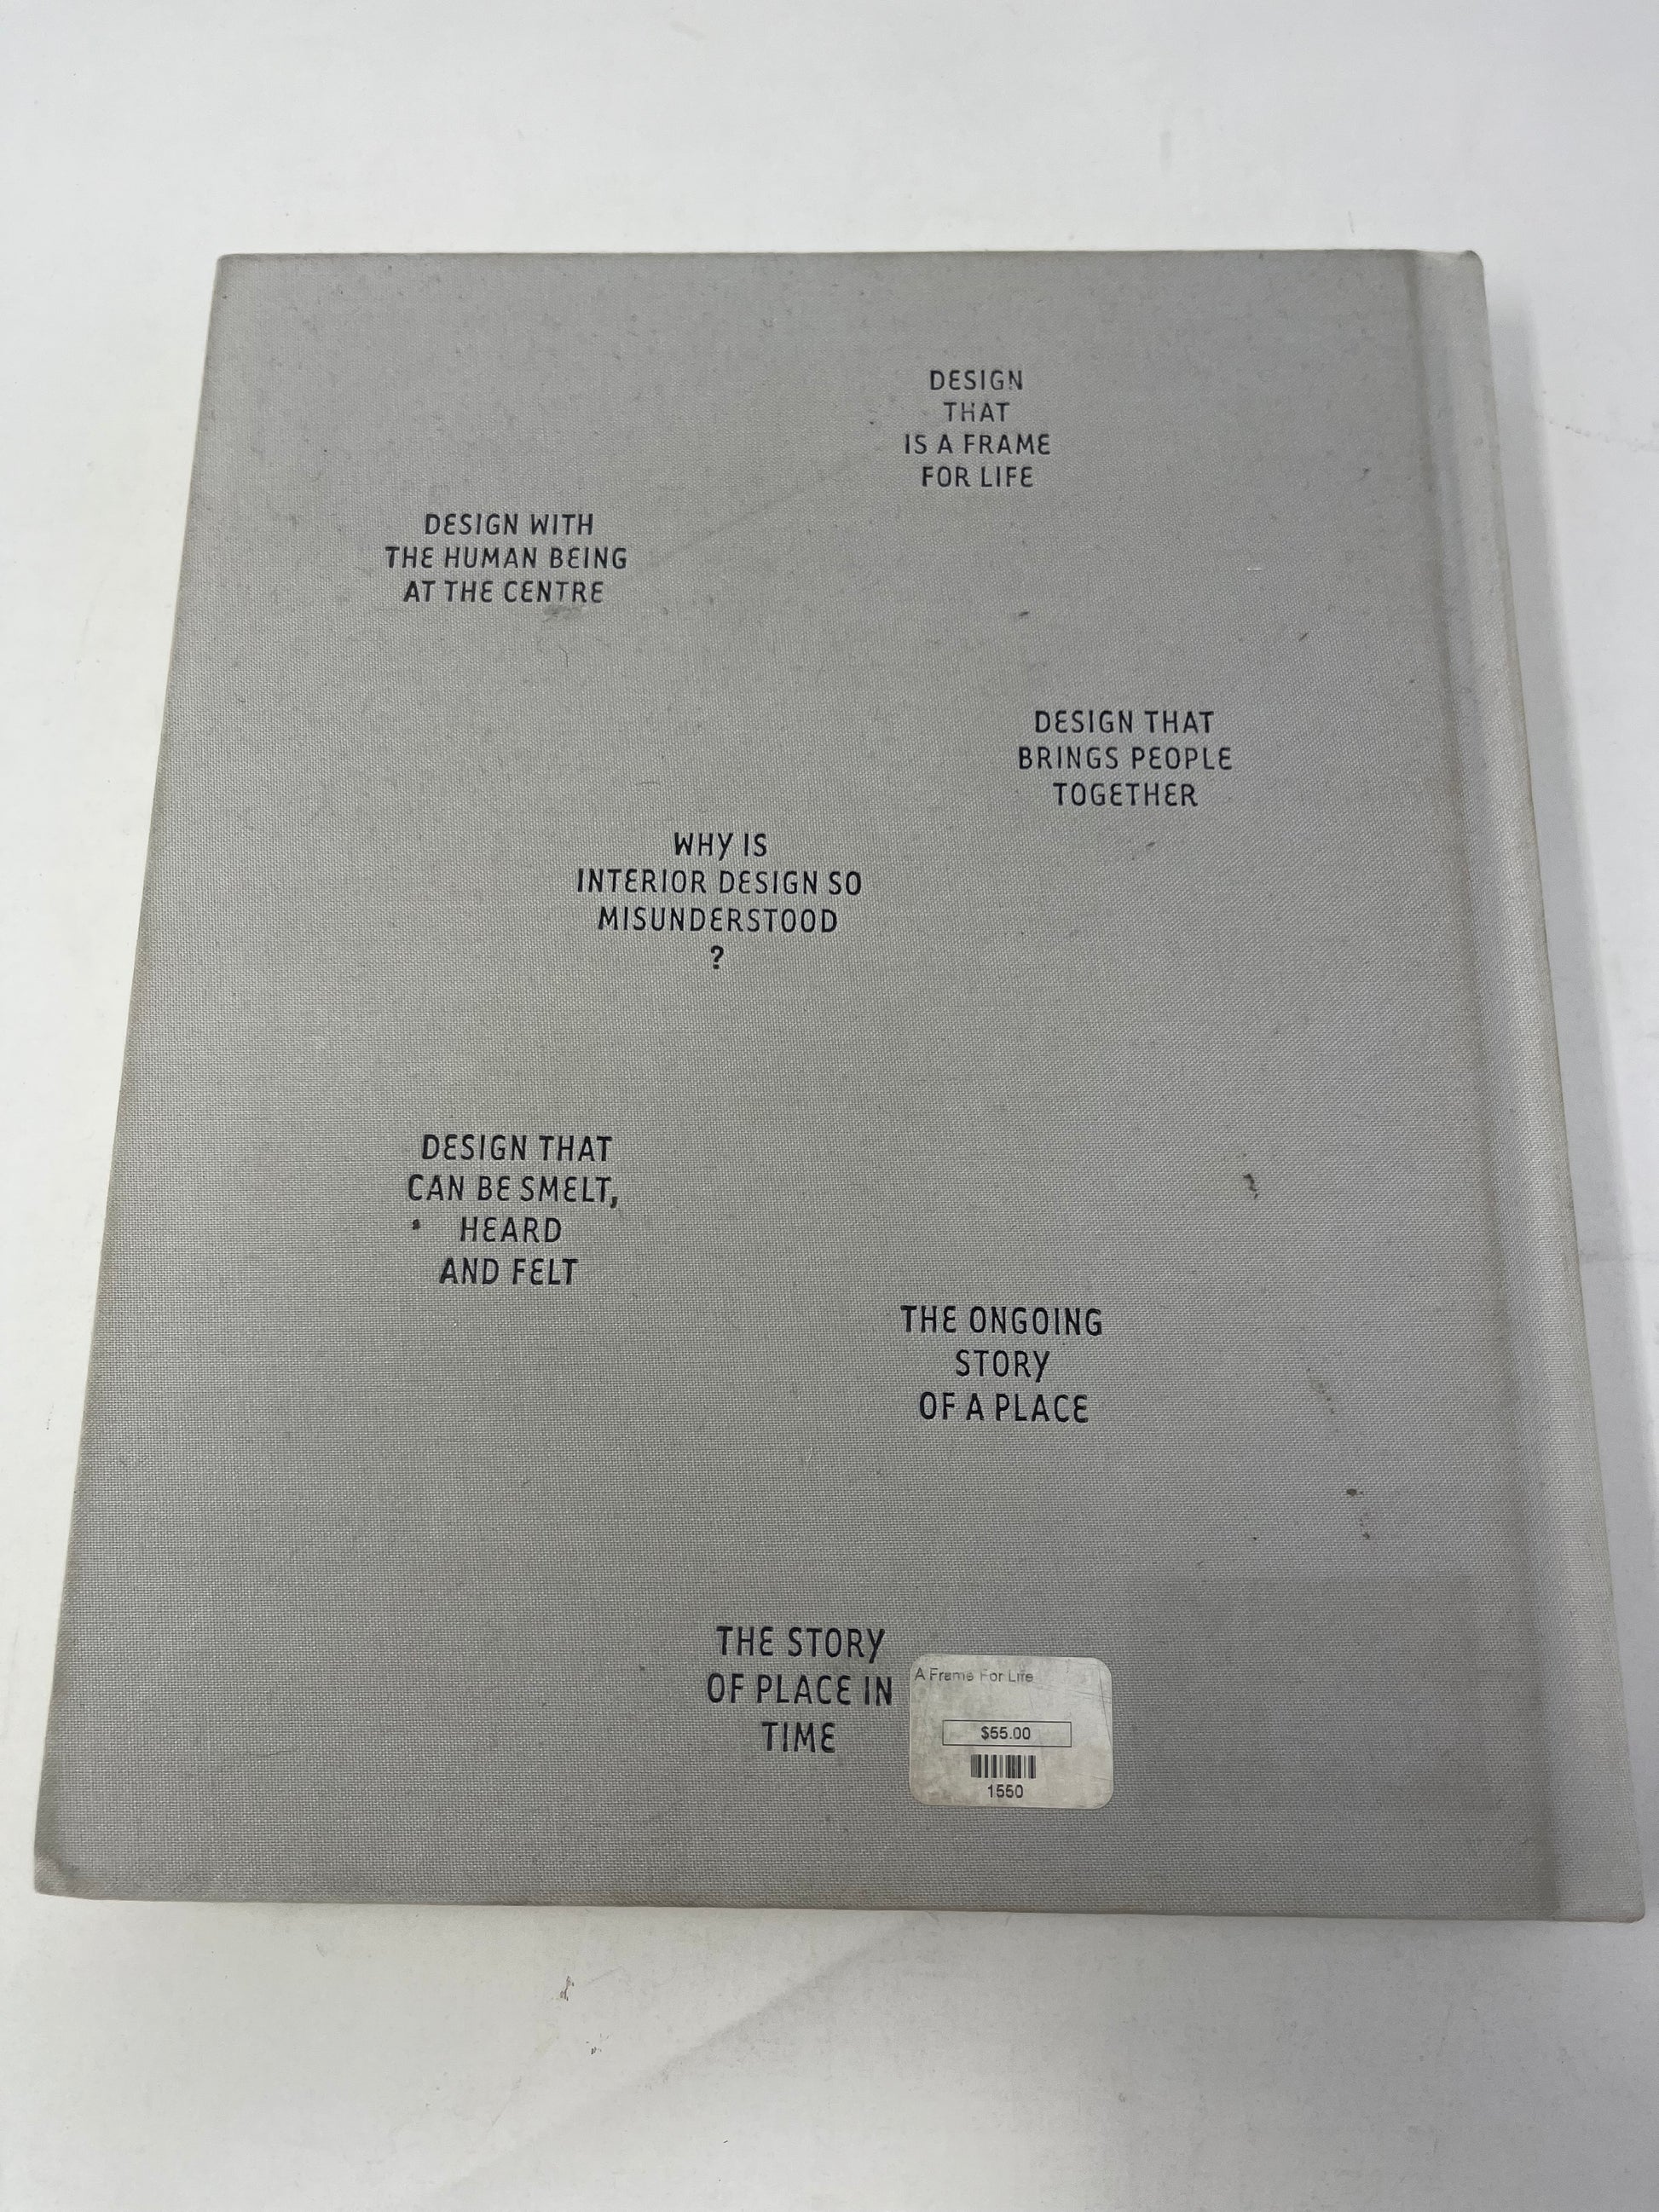 DESIGN
THAT
IS A FRAME
FOR LIFE
DESIGN WITH
THE HUMAN BEING
AT THE CENTRE
DESIGN THAT
BRINGS PEOPLE
TOGETHER
WHY IS
INTERIOR DESIGN SO
MISUNDERSTOOD
?
DESIGN THAT
CAN BE SMELT,
HEARD
AND FELT
THE ONGOING
STORY
OF A PLACE
THE STORY
OF PLACE IN
TIME
A Frame For Life
$55.00
1550